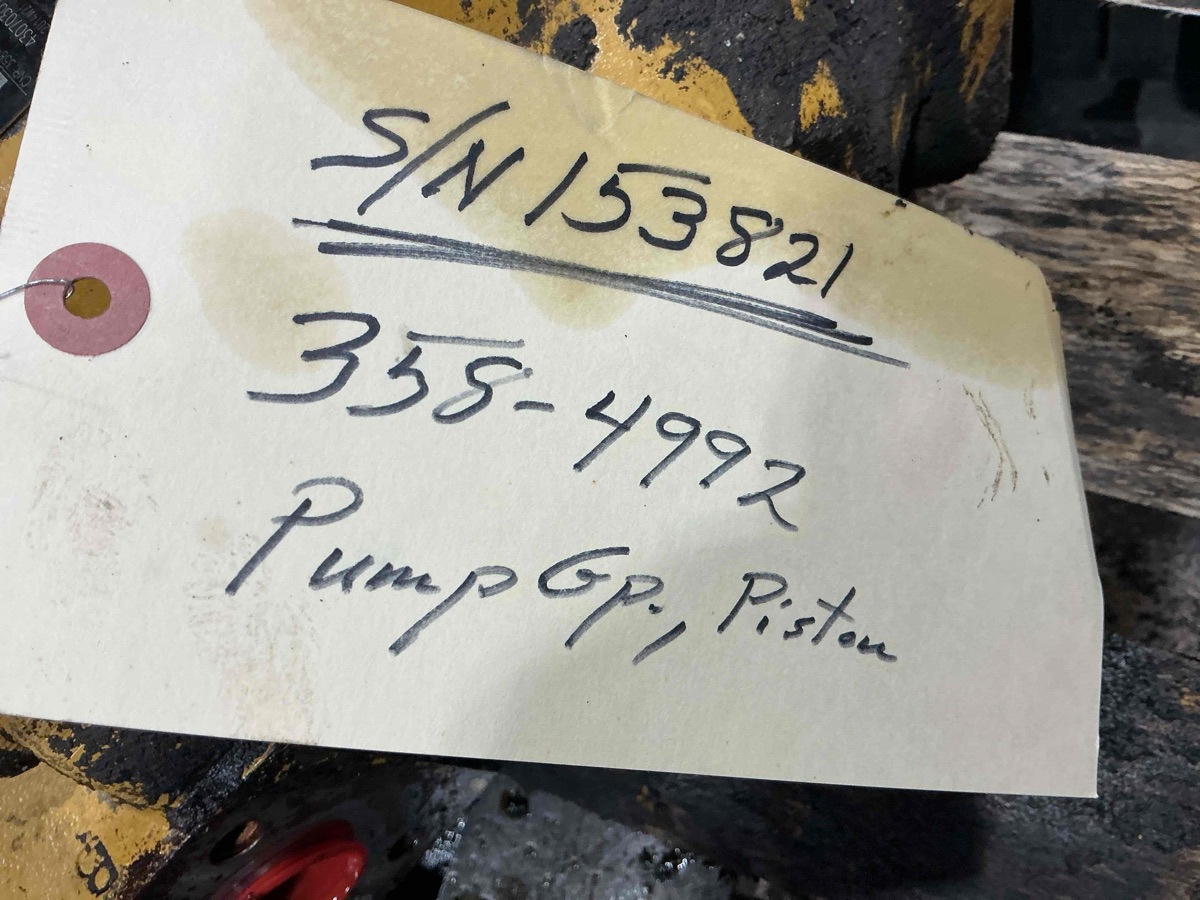 S/N 153821
358-4992
Pump Gp., Piston